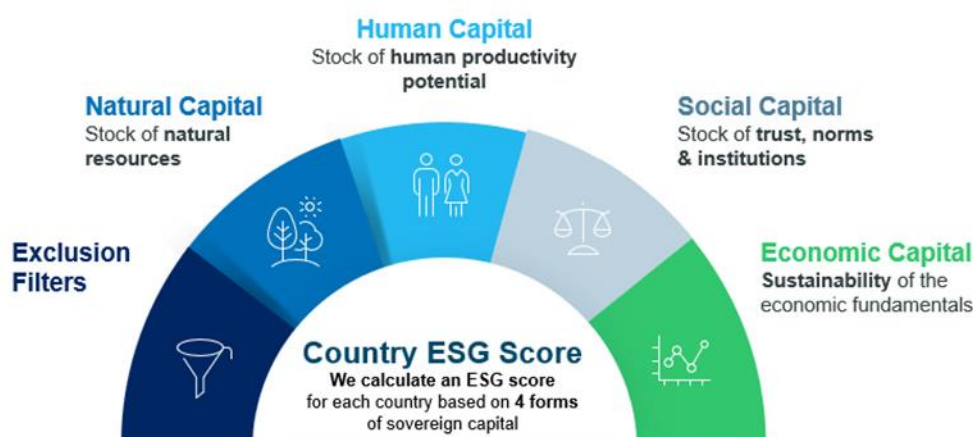 Human Capital
Stock of human productivity
potential
Natural Capital
Stock of natural
resources
Social Capital
Stock of trust, norms
& institutions
Exclusion
Filters
Economic Capital
Sustainability of the
economic fundamentals
Country ESG Score
We calculate an ESG score
for each country based on 4 forms
of sovereign capital